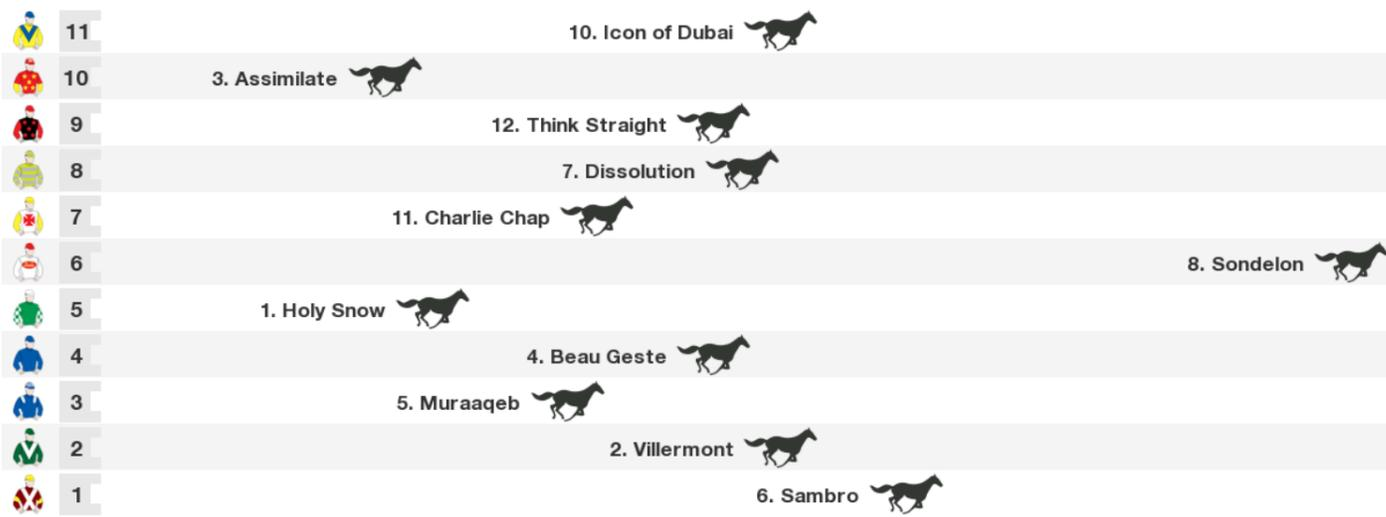 11 10. Icon of Dubai
10 3. Assimilate
9 12. Think Straight
8 7. Dissolution
7 11. Charlie Chap
6 8. Sondelon
5 1. Holy Snow
4 4. Beau Geste
3 5. Muraaqeb
2 2. Villermont
1 6. Sambro